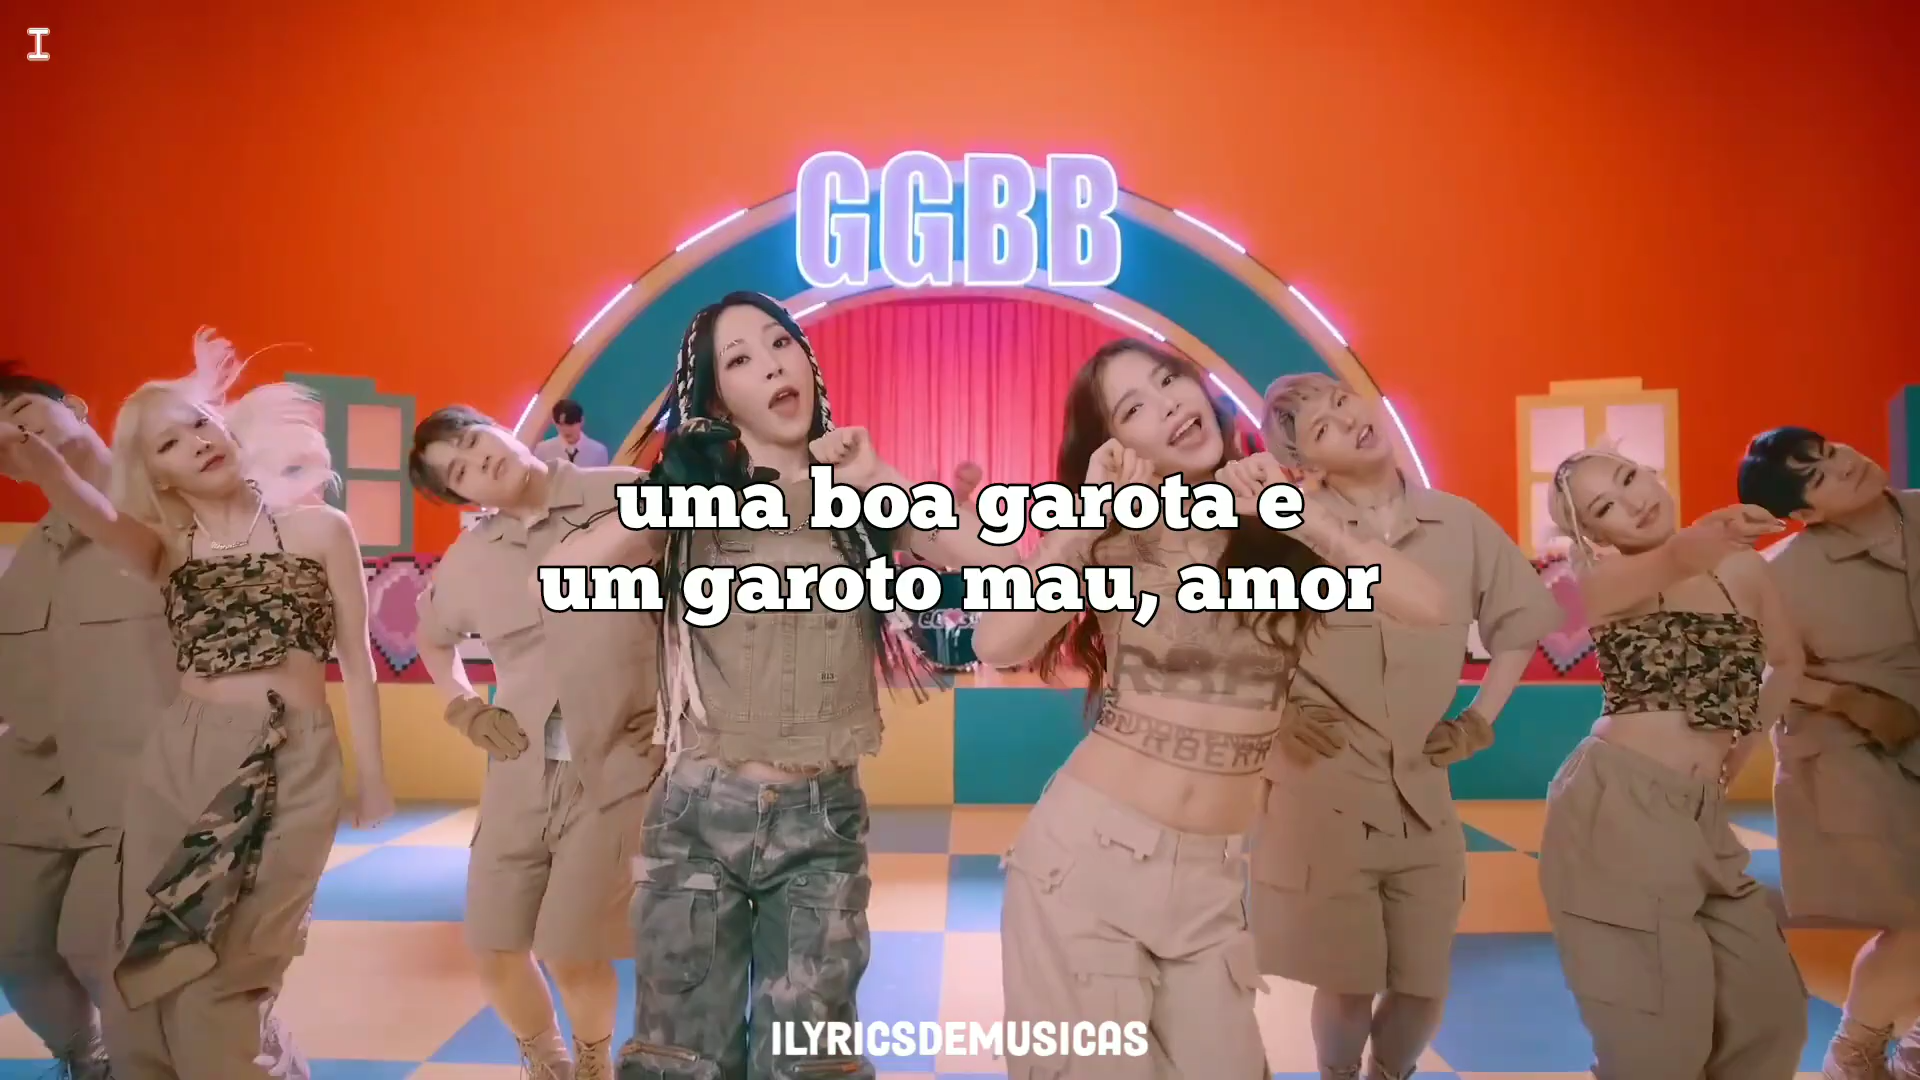 I
GGBB
uma boa garota e
um garoto mau, amor
ILYRICSDEMUSICAS